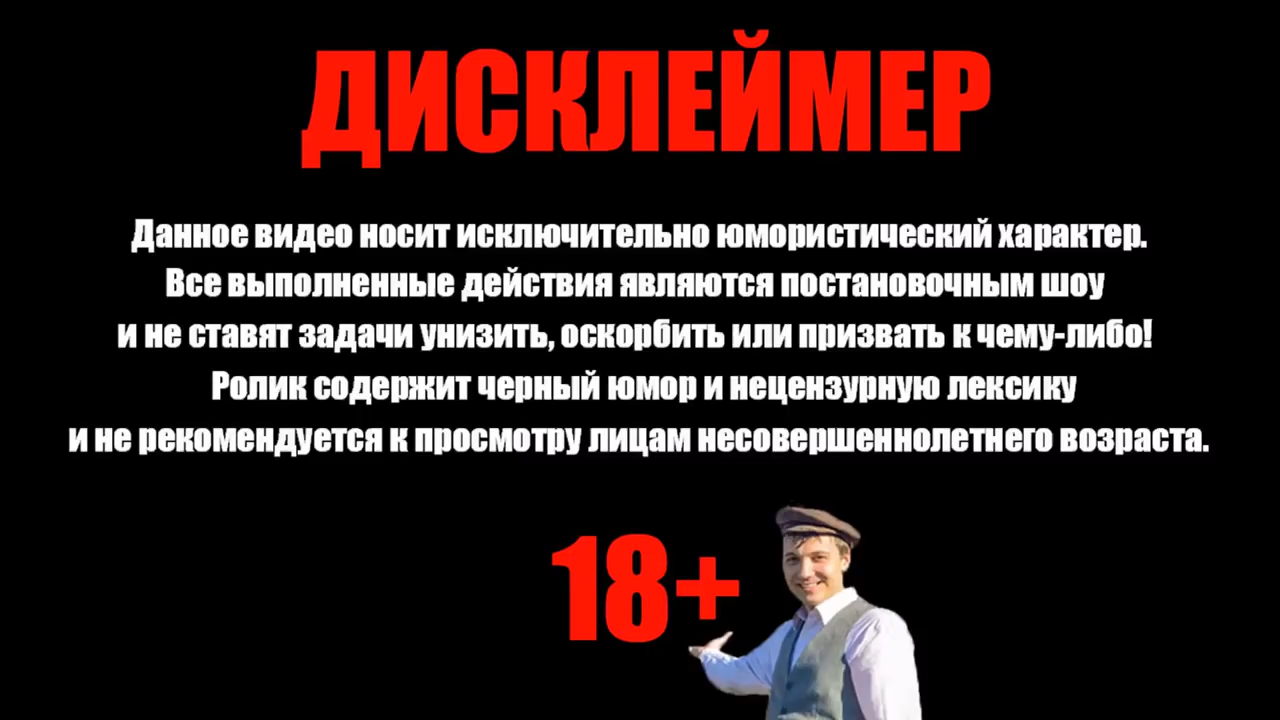 ДИСКЛЕЙМЕР
Данное видео носит исключительно юмористический характер.
Все выполненные действия являются постановочным шоу
и не ставят задачи унизить, оскорбить или призвать к чему-либо!
Ролик содержит черный юмор и нецензурную лексику
и не рекомендуется к просмотру лицам несовершеннолетнего возраста.
18+